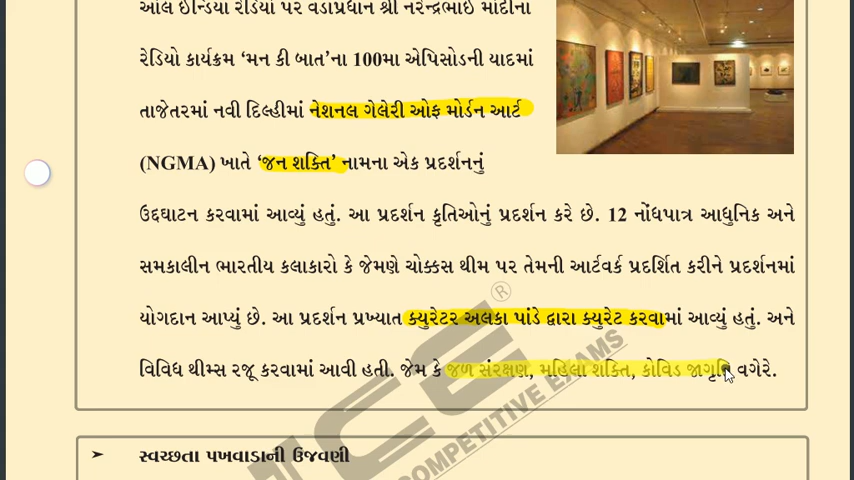 ઓલ ઇન્ડિયા રેડિયો પર વડાપ્રધાન શ્રી નરેન્દ્રભાઈ મોદીના
રેડિયો કાર્યક્રમ ‘મન કી બાત’ના 100મા એપિસોડની યાદમાં
તાજેતરમાં નવી દિલ્હીમાં નેશનલ ગેલેરી ઓફ મોર્ડન આર્ટ
(NGMA) ખાતે ‘જન શક્તિ’ નામના એક પ્રદર્શનનું
ઉદ્દઘાટન કરવામાં આવ્યું હતું. આ પ્રદર્શન કૃતિઓનું પ્રદર્શન કરે છે. 12 નોંધપાત્ર આધુનિક અને
સમકાલીન ભારતીય કલાકારો કે જેમણે ચોક્કસ થીમ પર તેમની આર્ટવર્ક પ્રદર્શિત કરીને પ્રદર્શનમાં
યોગદાન આપ્યું છે. આ પ્રદર્શન પ્રખ્યાત ક્યુરેટર અલકા પાંડે દ્વારા ક્યુરેટ કરવામાં આવ્યું હતું. અને
વિવિધ થીમ્સ રજૂ કરવામાં આવી હતી. જેમ કે જળ સંરક્ષણ, મહિલા શક્તિ, કોવિડ જાગૃતિ વગેરે.
ICE ®
COMPETITIVE EXAMS
➤ સ્વચ્છતા પખવાડાની ઉજવણી